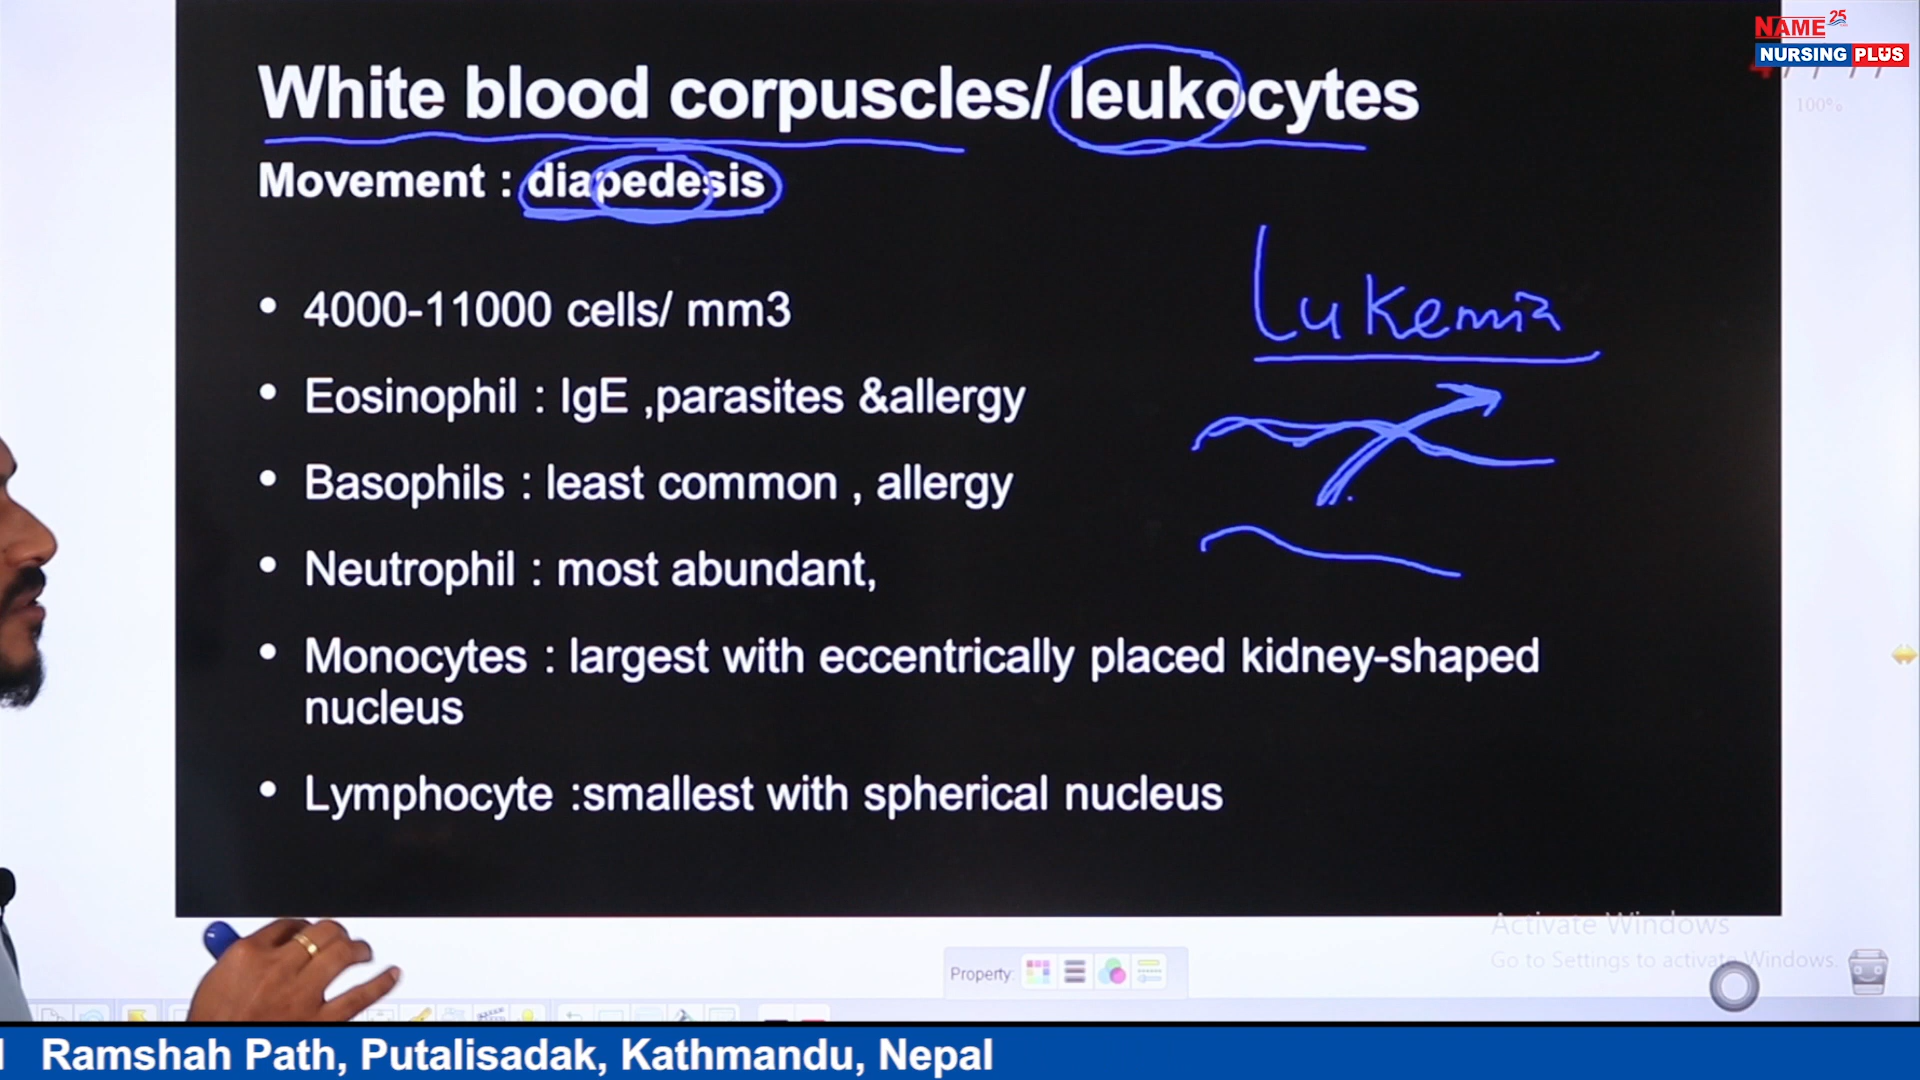 NAME 25
NURSING PLUS
100%
White blood corpuscles/ leukocytes
Movement : diapedesis
Lukemia
• 4000-11000 cells/ mm3
• Eosinophil : IgE ,parasites &allergy
• Basophils : least common , allergy
• Neutrophil : most abundant,
• Monocytes : largest with eccentrically placed kidney-shaped
nucleus
• Lymphocyte :smallest with spherical nucleus
Activate Windows
Go to Settings to activate Windows.
Property:
Ramshah Path, Putalisadak, Kathmandu, Nepal